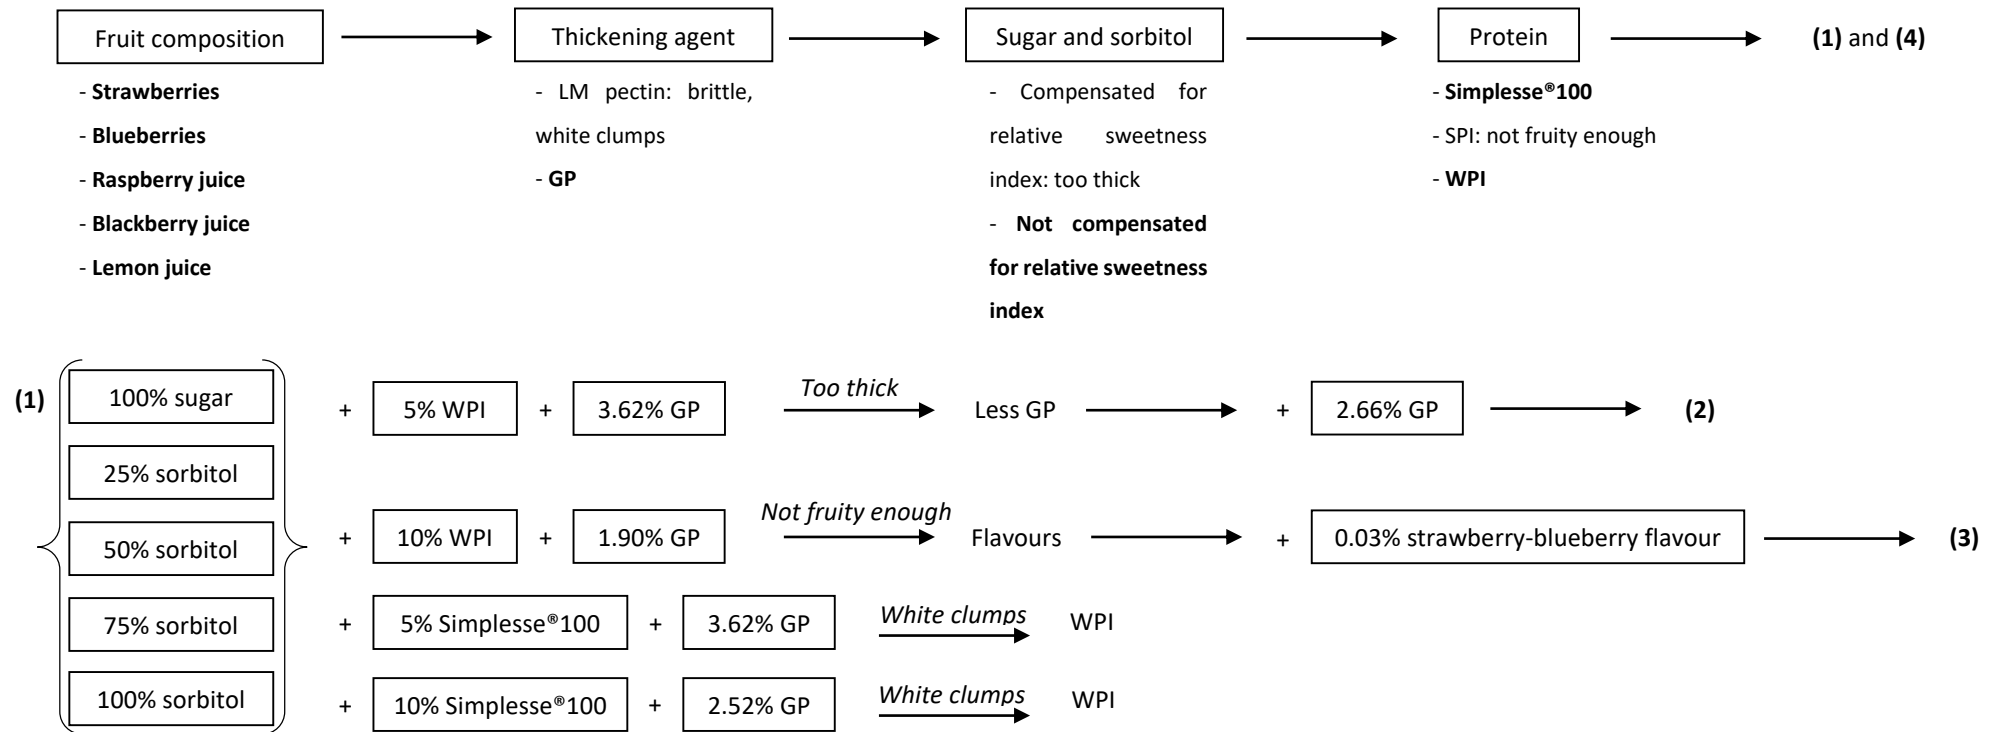 Fruit composition
Thickening agent
Sugar and sorbitol
Protein
(1) and (4)
- Strawberries
- Blueberries
- Raspberry juice
- Blackberry juice
- Lemon juice
- LM pectin: brittle,
white clumps
- GP
- Compensated for
relative sweetness
index: too thick
- Not compensated
for relative sweetness
index
- Simplesse®100
- SPI: not fruity enough
- WPI
(1)
100% sugar
25% sorbitol
50% sorbitol
75% sorbitol
100% sorbitol
+ 5% WPI + 3.62% GP Too thick Less GP + 2.66% GP (2)
+ 10% WPI + 1.90% GP Not fruity enough Flavours + 0.03% strawberry-blueberry flavour (3)
+ 5% Simplesse®100 + 3.62% GP White clumps WPI
+ 10% Simplesse®100 + 2.52% GP White clumps WPI